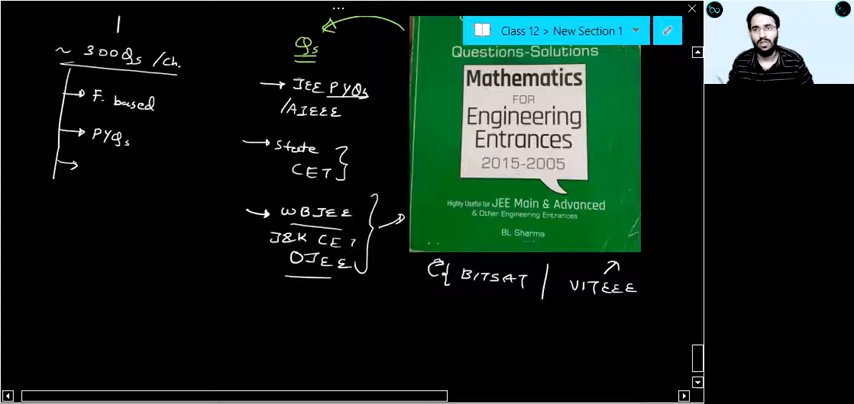 ~ 300Qs /ch.
→ F. based
→ PYQs
→
Qs
→ JEE PYQs
/AIEEE
→ State
CET
→ WBJEE
J&K CET
OJEE
Class 12 > New Section 1
Questions-Solutions
Mathematics
FOR
Engineering
Entrances
2015-2005
Highly Useful for JEE Main & Advanced
& Other Engineering Entrances
BL Sharma
BITSAT | VITEEE